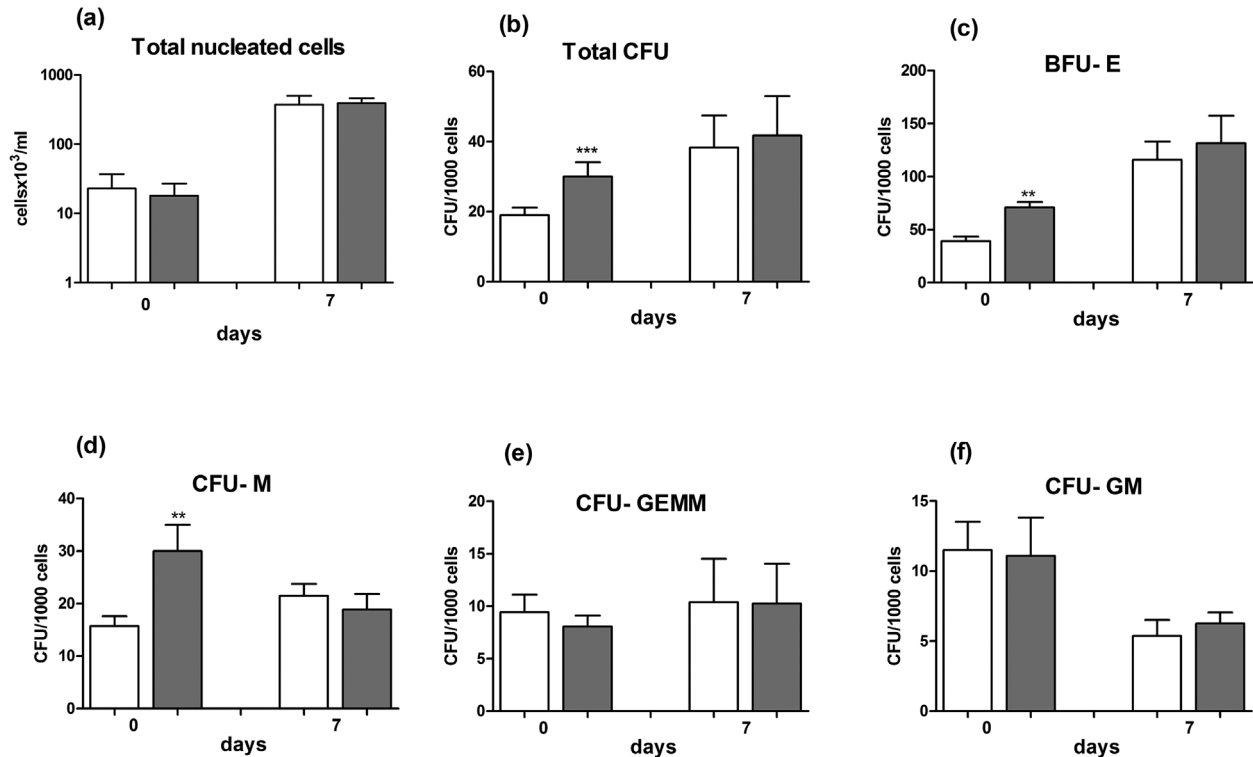 (a)
Total nucleated cells
cellsx10³/ml
1000
100
10
1
0
7
days
(b)
Total CFU
CFU/1000 cells
60
40
20
0
***
0
7
days
(c)
BFU- E
CFU/1000 cells
200
150
100
50
0
**
0
7
days
(d)
CFU- M
CFU/1000 cells
40
30
20
10
0
**
0
7
days
(e)
CFU- GEMM
CFU/1000 cells
20
15
10
5
0
0
7
days
(f)
CFU- GM
CFU/1000 cells
15
10
5
0
0
7
days